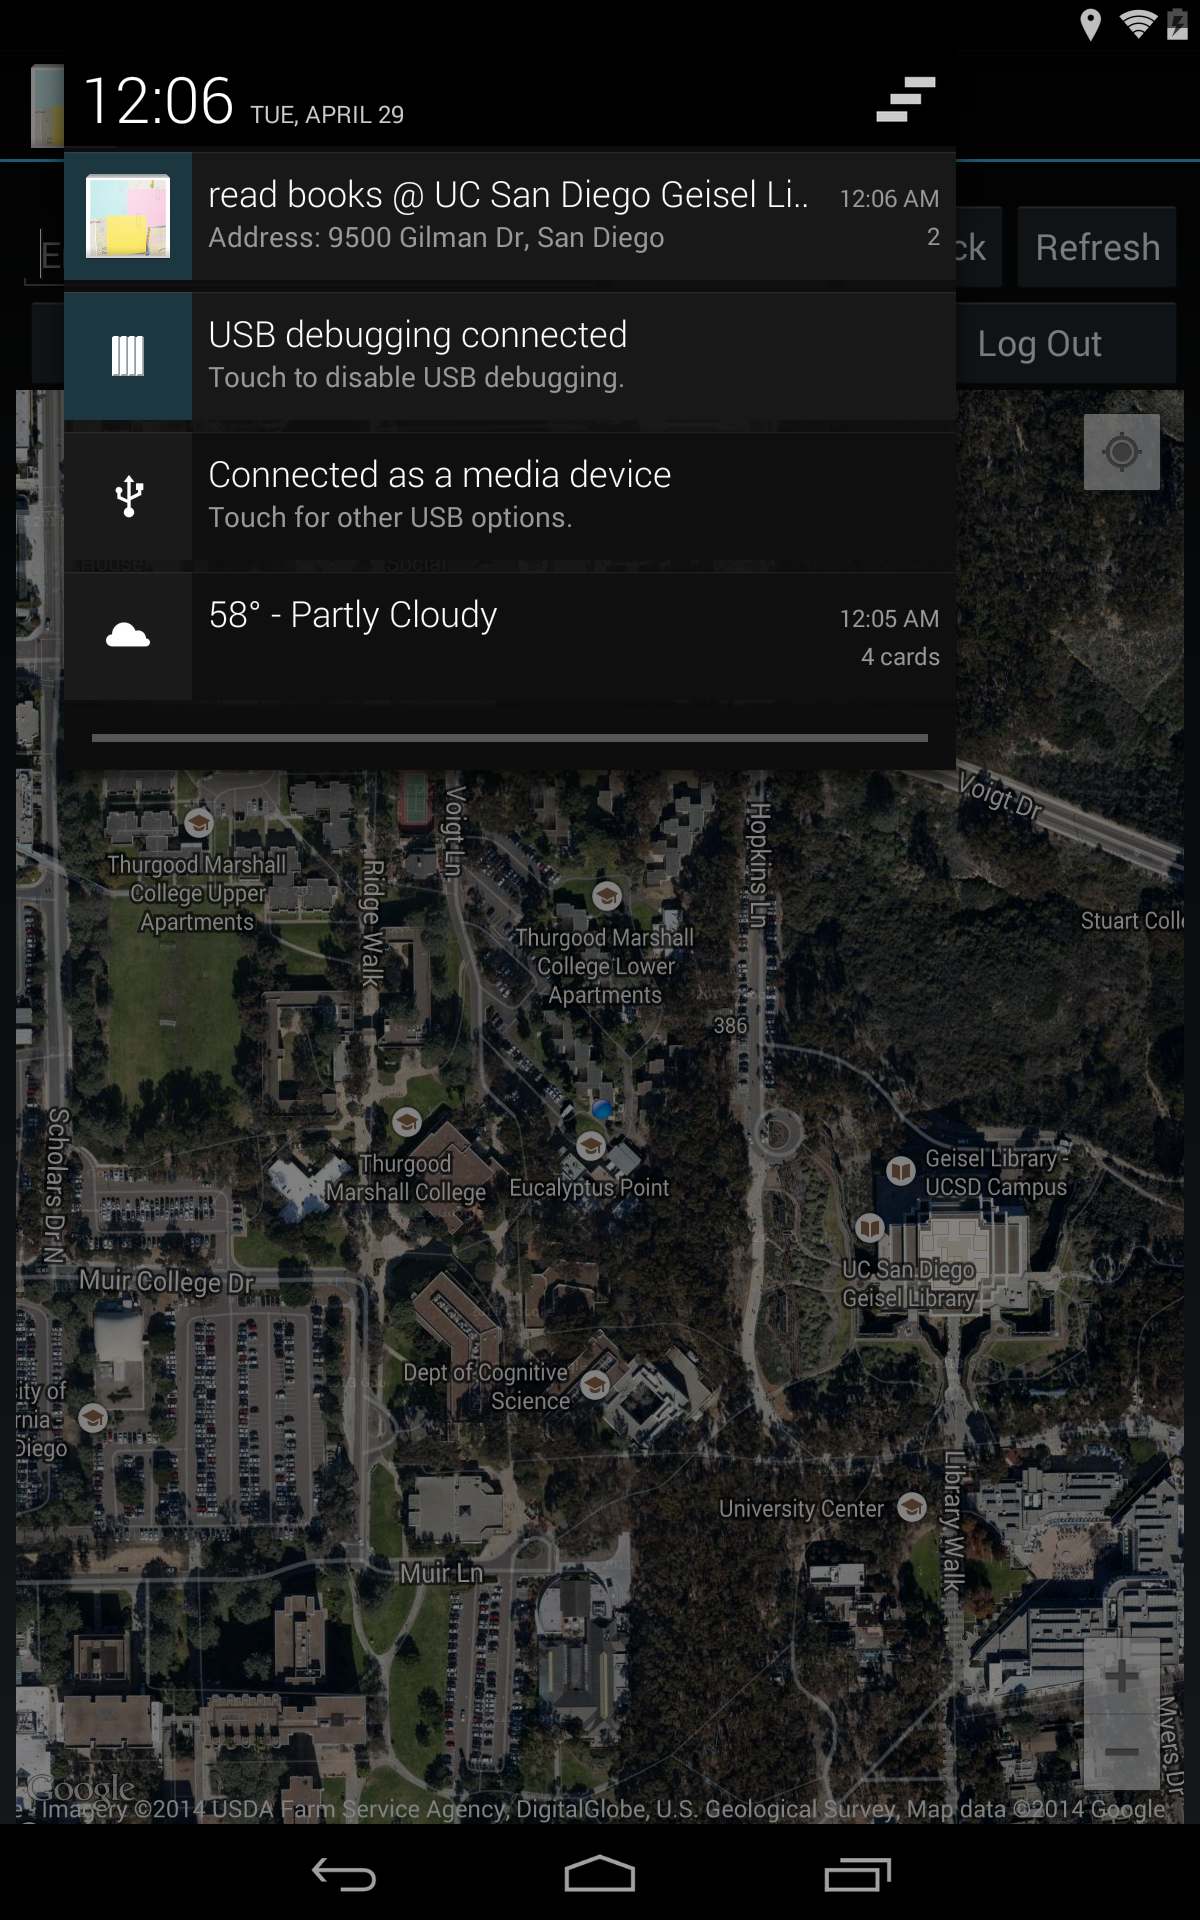 12:06 TUE, APRIL 29
read books @ UC San Diego Geisel Li.. 12:06 AM
Address: 9500 Gilman Dr, San Diego 2
ck Refresh
USB debugging connected
Touch to disable USB debugging.
Log Out
Connected as a media device
Touch for other USB options.
House Social
58° - Partly Cloudy 12:05 AM
4 cards
Voigt Dr
Voigt Ln
Hopkins Ln
Ridge Walk
Thurgood Marshall
College Upper
Apartments
Stuart Colle
Thurgood Marshall
College Lower
Apartments
386
Scholars Dr N
Thurgood
Marshall College
Eucalyptus Point
Geisel Library -
UCSD Campus
UC San Diego
Geisel Library
Muir College Dr
Dept of Cognitive
Science
ity of
rnia -
Diego
University Center
Library Walk
Muir Ln
Myers Dr
Google
e - Imagery ©2014 USDA Farm Service Agency, DigitalGlobe, U.S. Geological Survey, Map data ©2014 Google